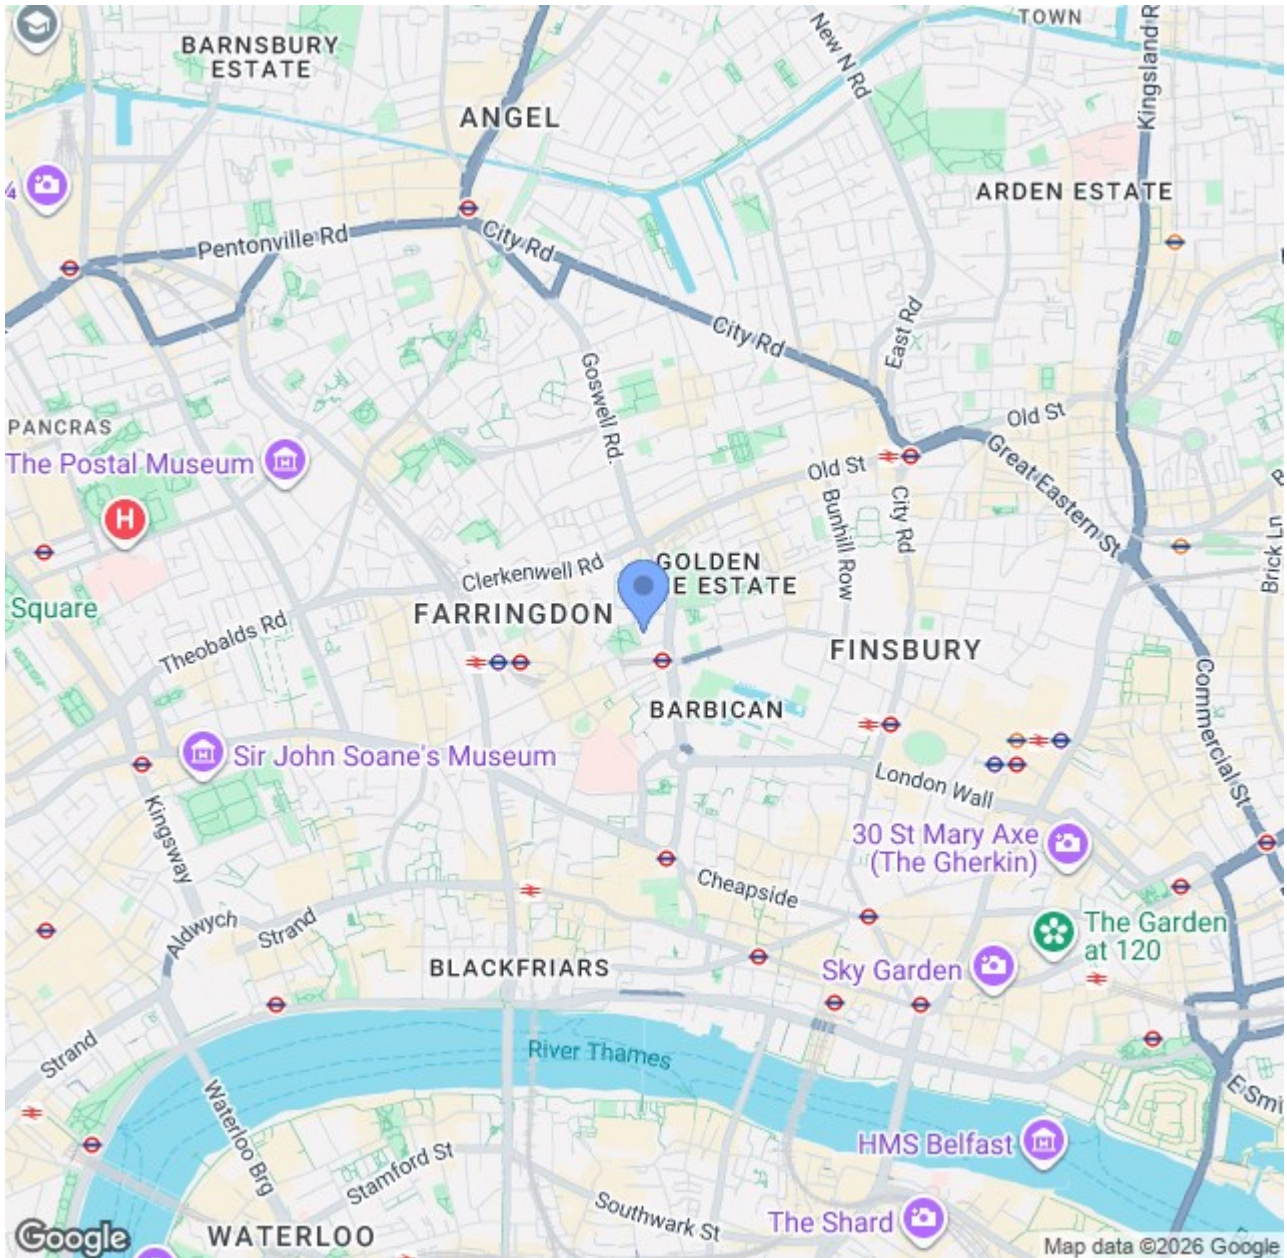 TOWN
BARNSBURY
ESTATE
New N Rd
Kingsland R
ANGEL
4
ARDEN ESTATE
Pentonville Rd
City Rd
City Rd
East Rd
Goswell Rd.
Old St
PANCRAS
The Postal Museum
Great Eastern St
Old St
Bunhill Row
City Rd
H
Brick Ln
B
Clerkenwell Rd
GOLDEN
E ESTATE
Square
FARRINGDON
Theobalds Rd
FINSBURY
Commercial St
BARBICAN
Sir John Soane's Museum
London Wall
Kingsway
30 St Mary Axe
(The Gherkin)
Cheapside
Aldwych
Strand
The Garden
at 120
BLACKFRIARS
Sky Garden
Strand
River Thames
E Smi
Waterloo Brg
HMS Belfast
Stamford St
Southwark St
The Shard
WATERLOO
Google
Map data ©2026 Google